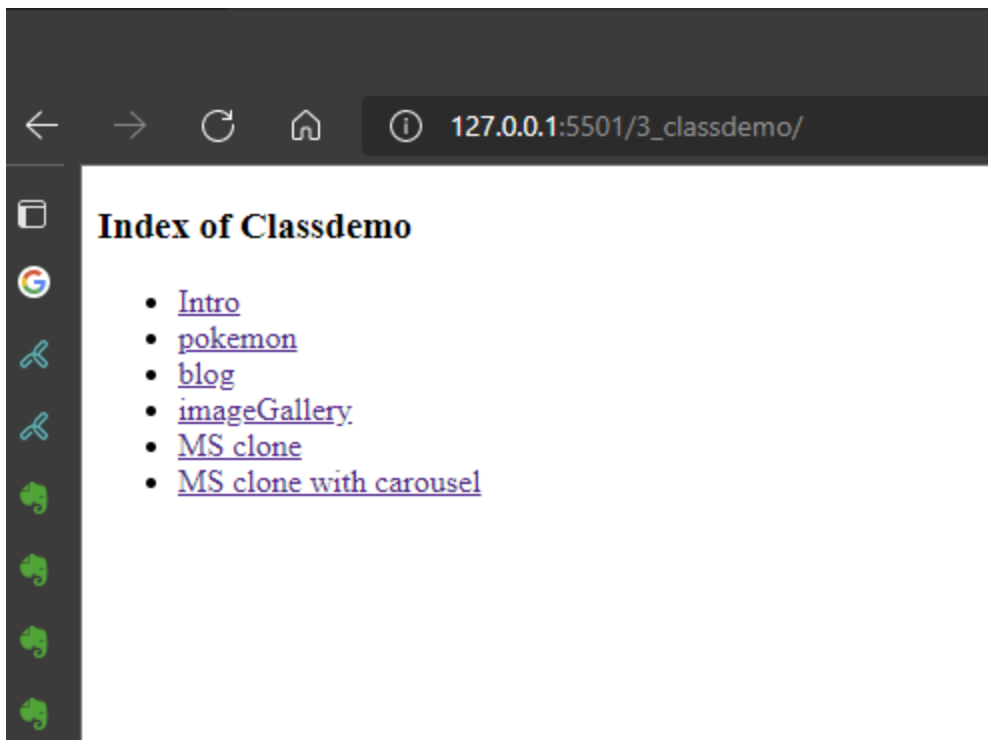 127.0.0.1:5501/3_classdemo/
Index of Classdemo
Intro
pokemon
blog
imageGallery
MS clone
MS clone with carousel